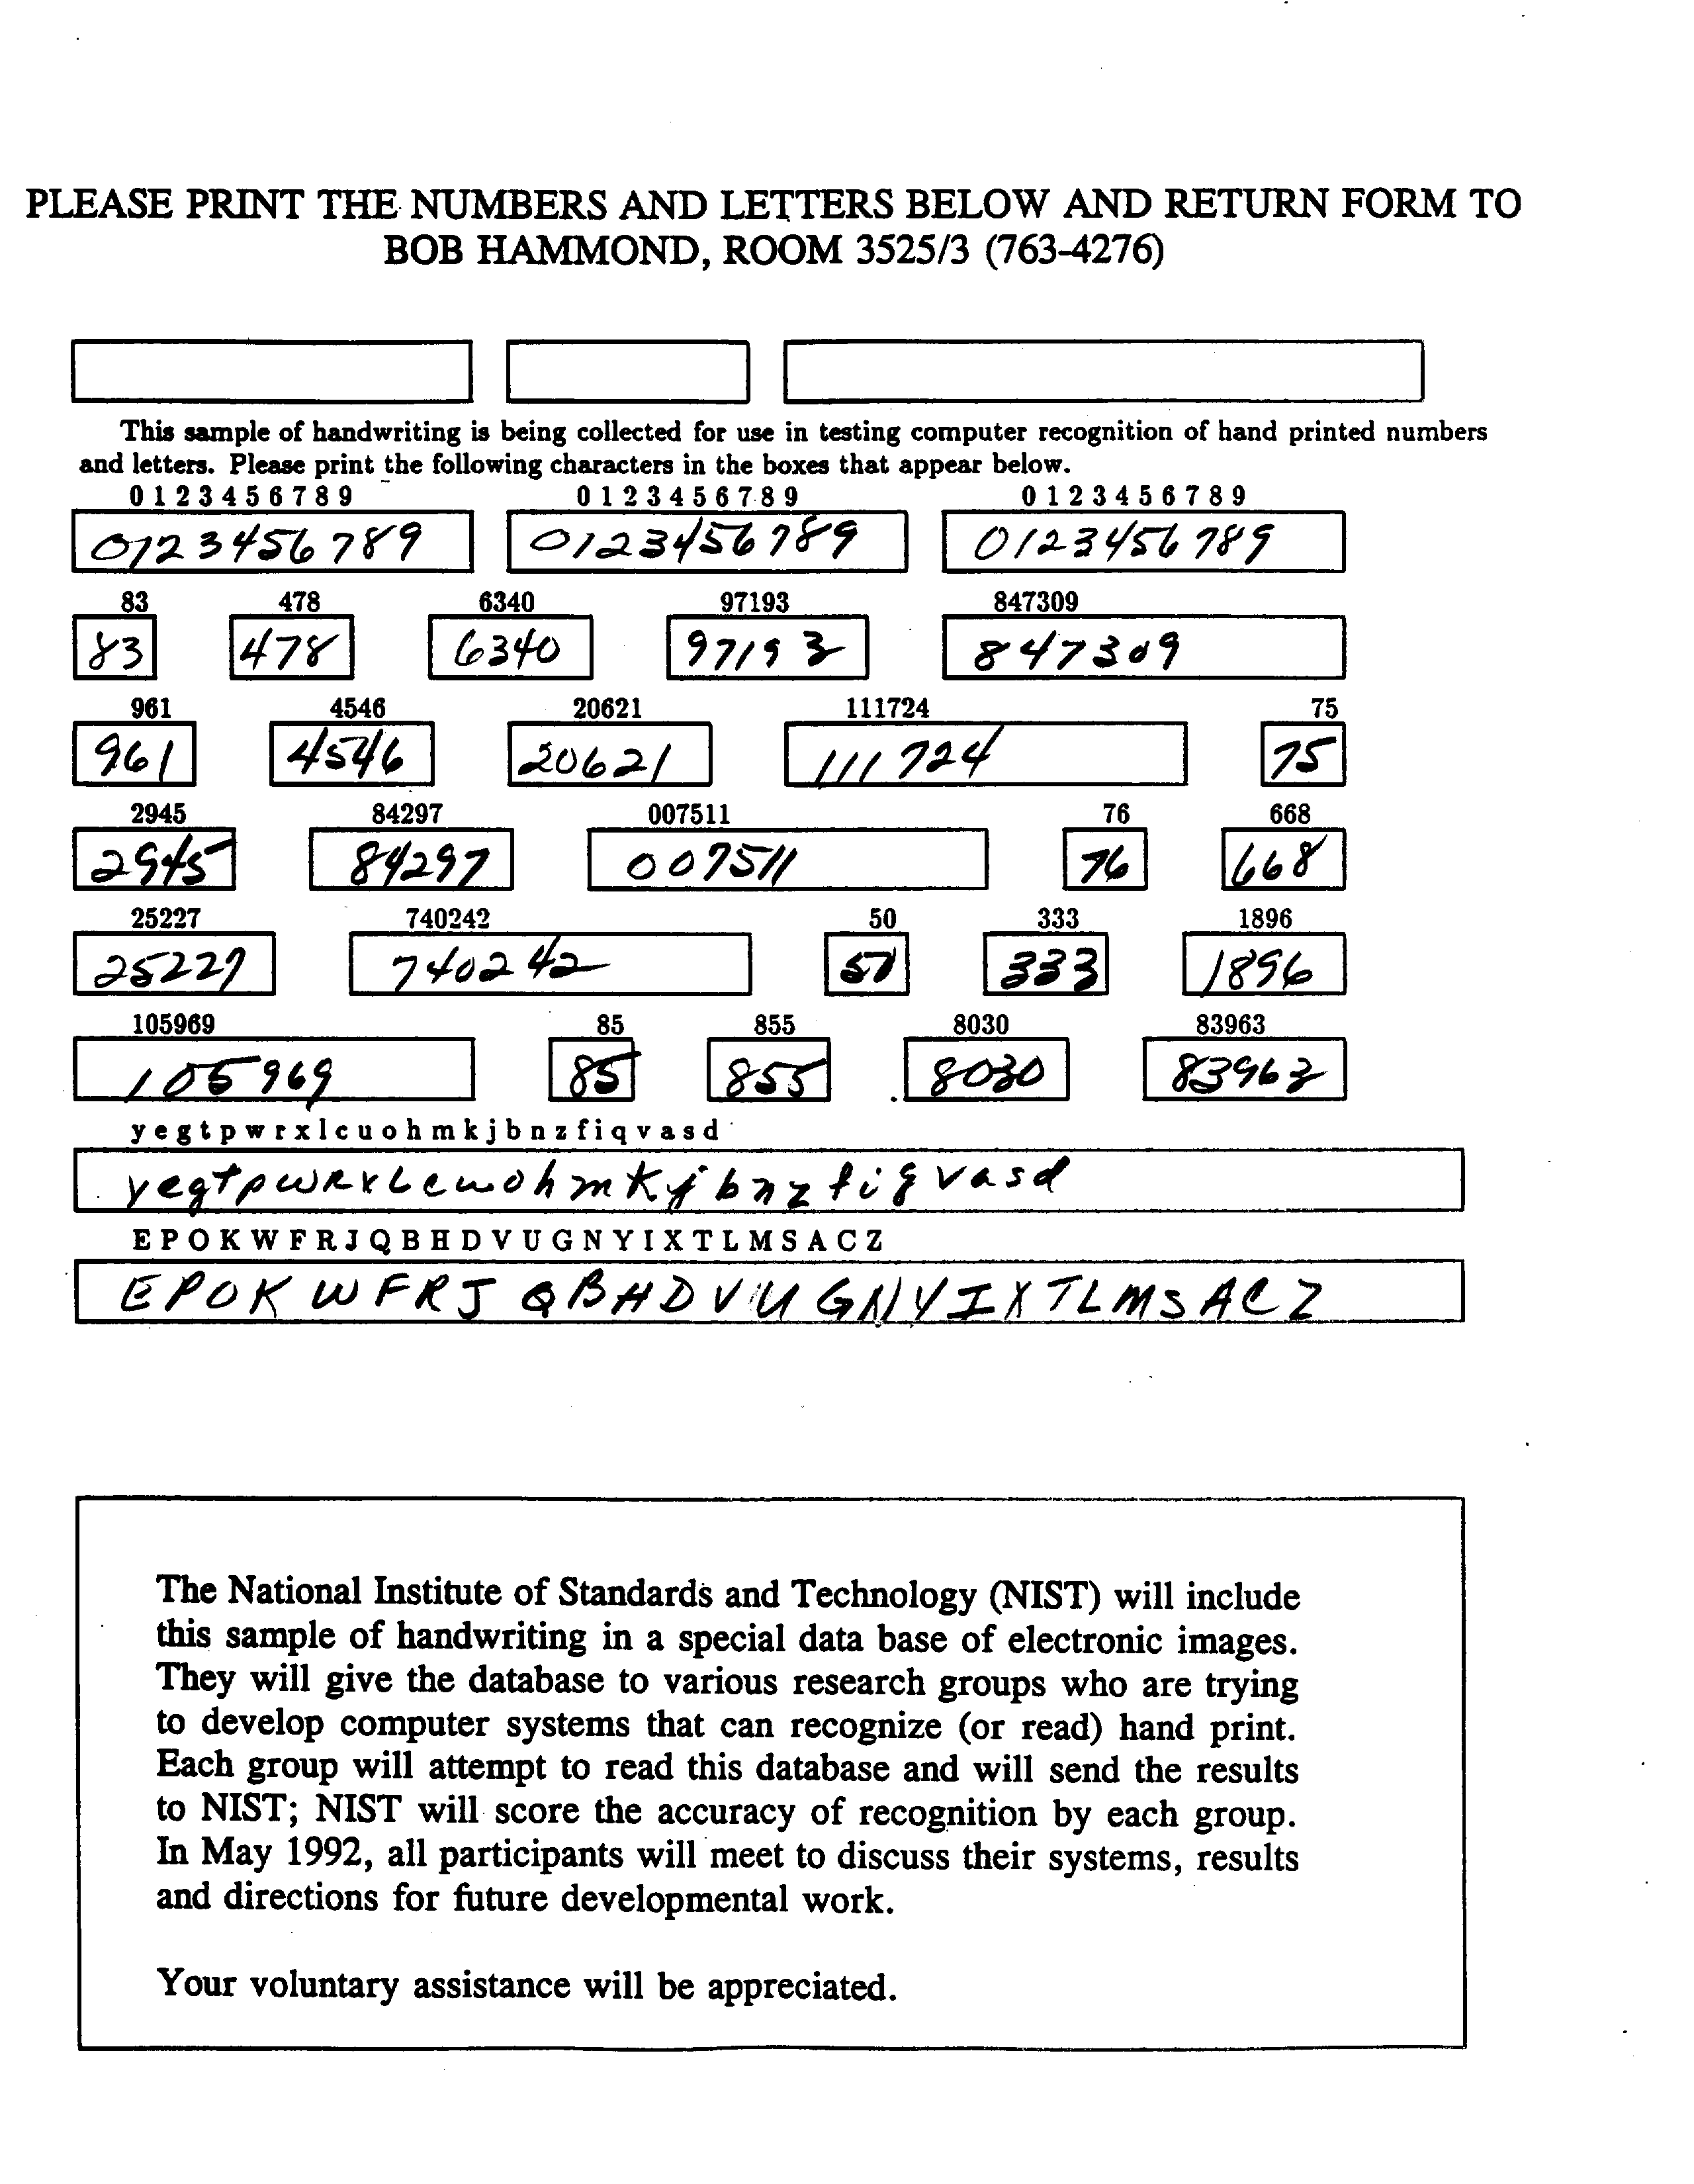 PLEASE PRINT THE NUMBERS AND LETTERS BELOW AND RETURN FORM TO
BOB HAMMOND, ROOM 3525/3 (763-4276)
This sample of handwriting is being collected for use in testing computer recognition of hand printed numbers
and letters. Please print the following characters in the boxes that appear below.
0 1 2 3 4 5 6 7 8 9 0 1 2 3 4 5 6 7 8 9 0 1 2 3 4 5 6 7 8 9
0123456789 0123456789 0123456789
83 478 6340 97193 847309
83 478 6340 97193 847309
961 4546 20621 111724 75
961 4546 20621 111724 75
2945 84297 007511 76 668
2945 84297 007511 76 668
25227 740242 50 333 1896
25227 740242 50 333 1896
105969 85 855 8030 83963
105969 85 855 8030 83963
y e g t p w r x l c u o h m k j b n z f i q v a s d
yegtpwRxLcuohmKjbnzfiqvasd
E P O K W F R J Q B H D V U G N Y I X T L M S A C Z
EPOKWFRJQBHDVUGNYIXTLMSACZ
The National Institute of Standards and Technology (NIST) will include
this sample of handwriting in a special data base of electronic images.
They will give the database to various research groups who are trying
to develop computer systems that can recognize (or read) hand print.
Each group will attempt to read this database and will send the results
to NIST; NIST will score the accuracy of recognition by each group.
In May 1992, all participants will meet to discuss their systems, results
and directions for future developmental work.
Your voluntary assistance will be appreciated.